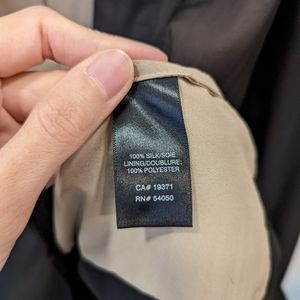 100% SILK/SOIE
LINING/DOUBLURE:
100% POLYESTER
CA# 19371
RN# 54050